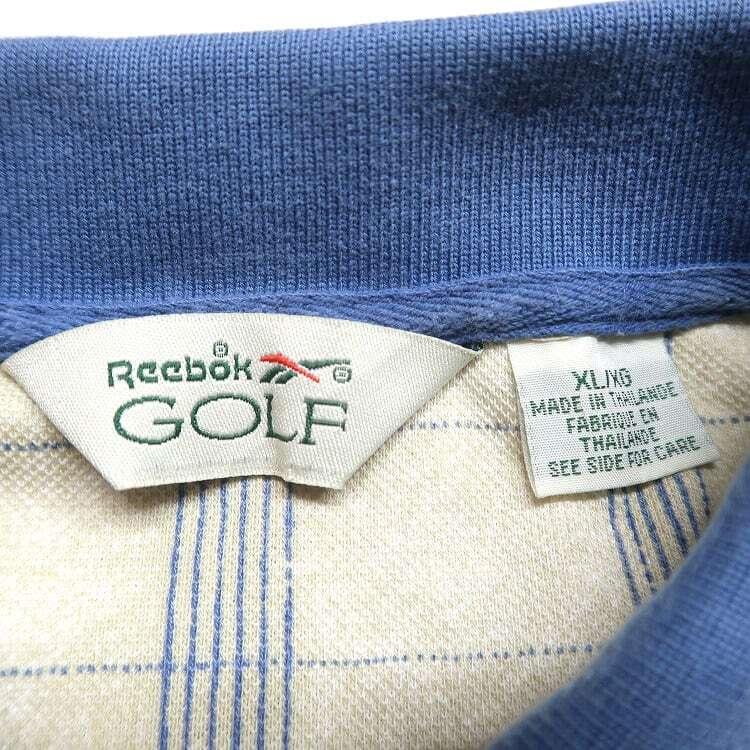 Reebok ®
GOLF
XL/XG
MADE IN THAILANDE
FABRIQUE EN
THAILANDE
SEE SIDE FOR CARE